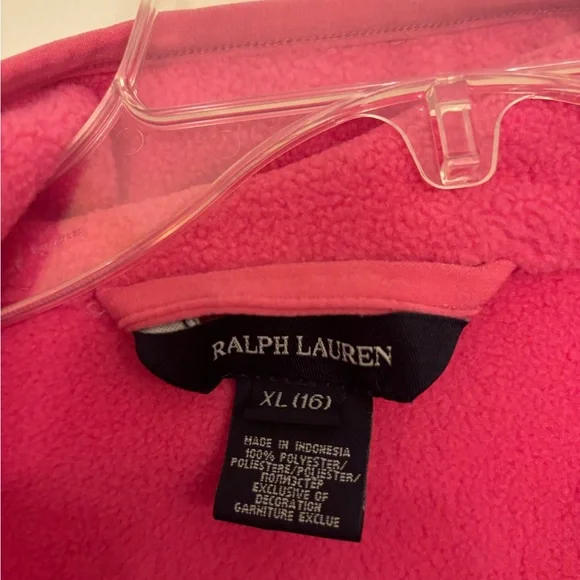 RALPH LAUREN
XL (16)
MADE IN INDONESIA
100% POLYESTER/
POLIESTERE/POLIESTER/
ПОЛИЭСТЕР
EXCLUSIVE OF
DECORATION
GARNITURE EXCLUE